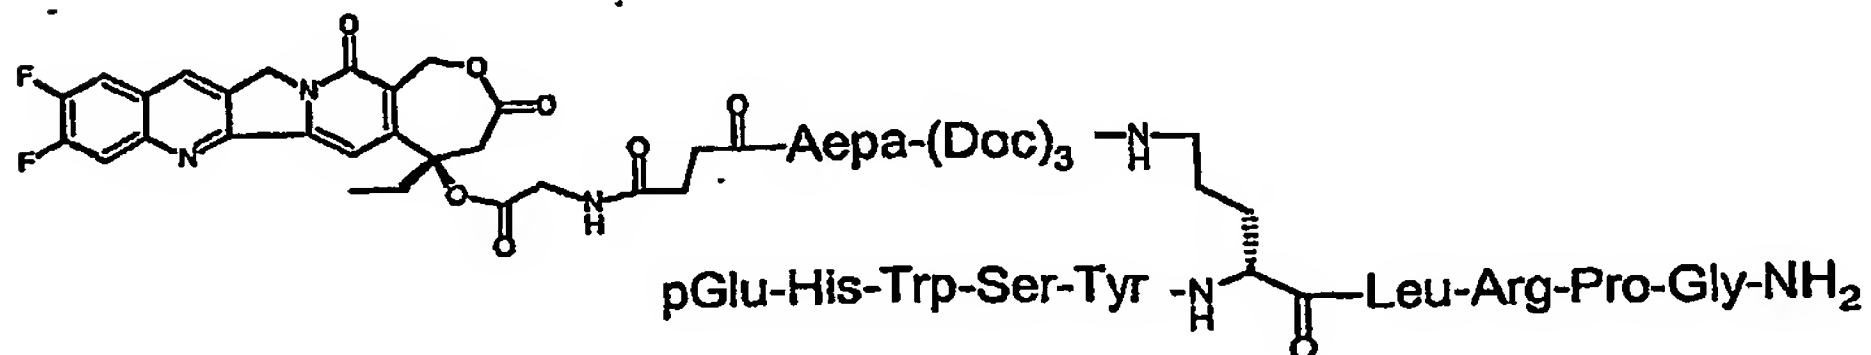 O
F
N
O
O
F
N
O
O
O
Aepa-(Doc)₃
N
H
O
N
H
O
pGlu-His-Trp-Ser-Tyr
-N
H
Leu-Arg-Pro-Gly-NH₂
O